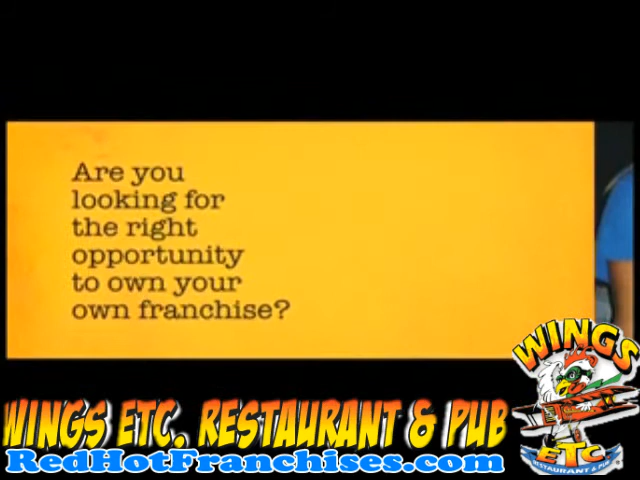 Are you
looking for
the right
opportunity
to own your
own franchise?
WINGS
ETC
RESTAURANT & PUB
WINGS ETC. RESTAURANT & PUB
RedHotFranchises.com